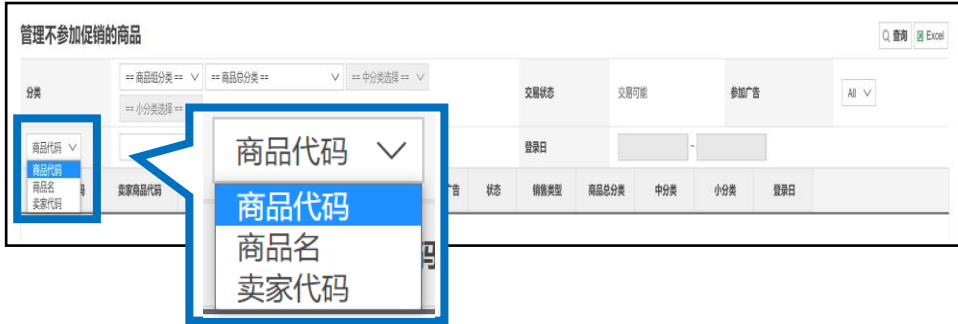 管理不参加促销的商品
查询
Excel
分类
== 商品组分类 ==
== 商品总分类 ==
== 中分类选择 ==
== 小分类选择 ==
交易状态
交易可能
参加广告
All
商品代码
登录日
~
商品代码
商品名
卖家代码
卖家商品代码
告
状态
销售类型
商品总分类
中分类
小分类
登录日
商品代码
商品代码
商品名
卖家代码